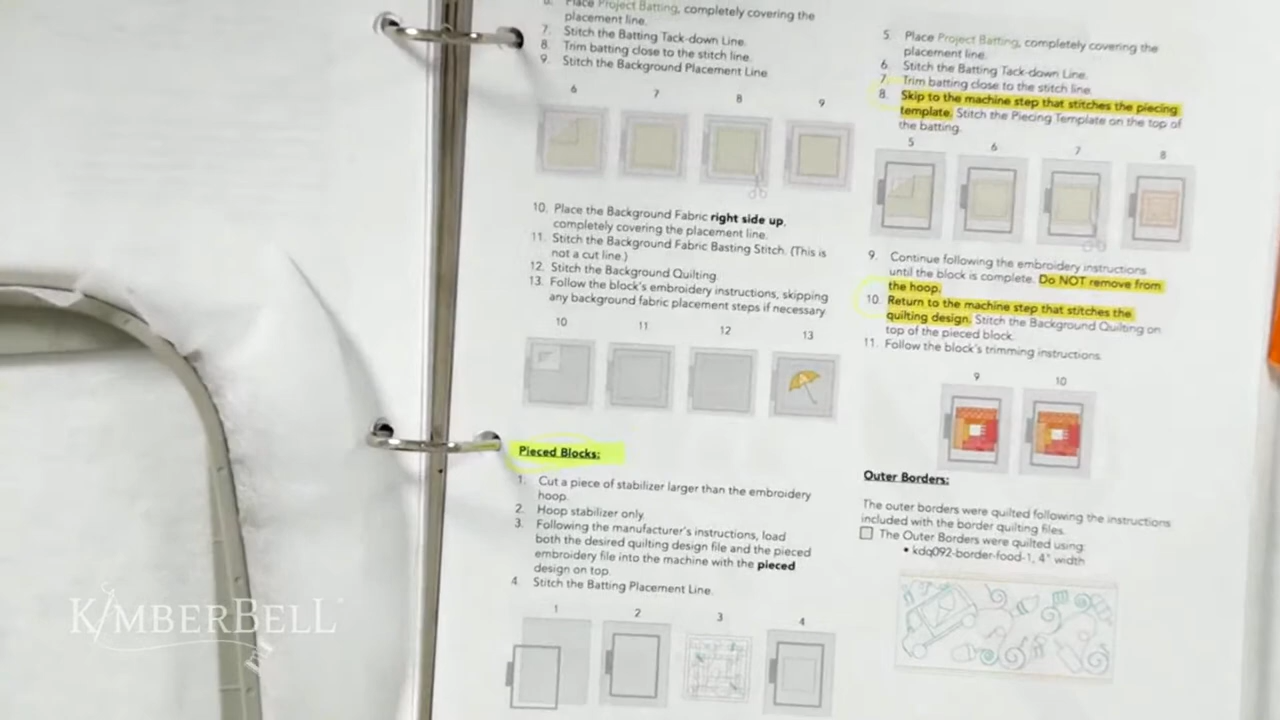 Place Project Batting, completely covering the
placement line.
7. Stitch the Batting Tack-down Line.
8. Trim batting close to the stitch line.
9. Stitch the Background Placement Line
6 7 8 9
10. Place the Background Fabric right side up,
completely covering the placement line.
11. Stitch the Background Fabric Basting Stitch. (This is
not a cut line.)
12. Stitch the Background Quilting.
13. Follow the block's embroidery instructions, skipping
any background fabric placement steps if necessary
10 11 12 13
Pieced Blocks:
1. Cut a piece of stabilizer larger than the embroidery
hoop.
2. Hoop stabilizer only.
3. Following the manufacturer's instructions, load
both the desired quilting design file and the pieced
embroidery file into the machine with the pieced
design on top.
4. Stitch the Batting Placement Line.
1 2 3 4
5. Place Project Batting, completely covering the
placement line.
6. Stitch the Batting Tack-down Line.
7. Trim batting close to the stitch line.
8. Skip to the machine step that stitches the piecing
template. Stitch the Piecing Template on the top of
the batting.
5 6 7 8
9. Continue following the embroidery instructions
until the block is complete. Do NOT remove from
the hoop.
10. Return to the machine step that stitches the
quilting design. Stitch the Background Quilting on
top of the pieced block.
11. Follow the block's trimming instructions.
9 10
Outer Borders:
The outer borders were quilted following the instructions
included with the border quilting files.
The Outer Borders were quilted using:
• kdq092-border-food-1, 4" width
KIMBERBELL